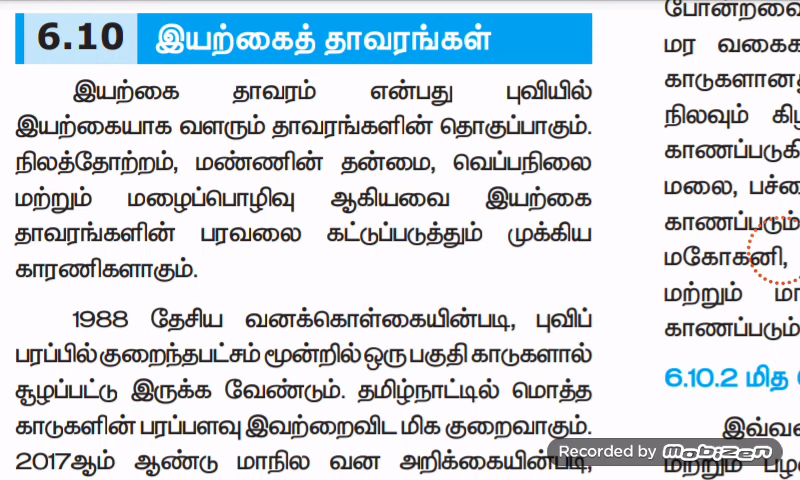 6.10 இயற்கைத் தாவரங்கள்
இயற்கை தாவரம் என்பது புவியில்
இயற்கையாக வளரும் தாவரங்களின் தொகுப்பாகும்.
நிலத்தோற்றம், மண்ணின் தன்மை, வெப்பநிலை
மற்றும் மழைப்பொழிவு ஆகியவை இயற்கை
தாவரங்களின் பரவலை கட்டுப்படுத்தும் முக்கிய
காரணிகளாகும்.
1988 தேசிய வனக்கொள்கையின்படி, புவிப்
பரப்பில் குறைந்தபட்சம் மூன்றில் ஒரு பகுதி காடுகளால்
சூழப்பட்டு இருக்க வேண்டும். தமிழ்நாட்டில் மொத்த
காடுகளின் பரப்பளவு இவற்றைவிட மிக குறைவாகும்.
2017ஆம் ஆண்டு மாநில வன அறிக்கையின்படி,
போன்றவை
மர வகைக
காடுகளான
நிலவும் கிழ
காணப்படுகி
மலை, பச்சை
காணப்படும்
மகோகனி,
மற்றும் மா
காணப்படும்
6.10.2 மித
இவ்வ
மற்றும் பழ
Recorded by Mobizen